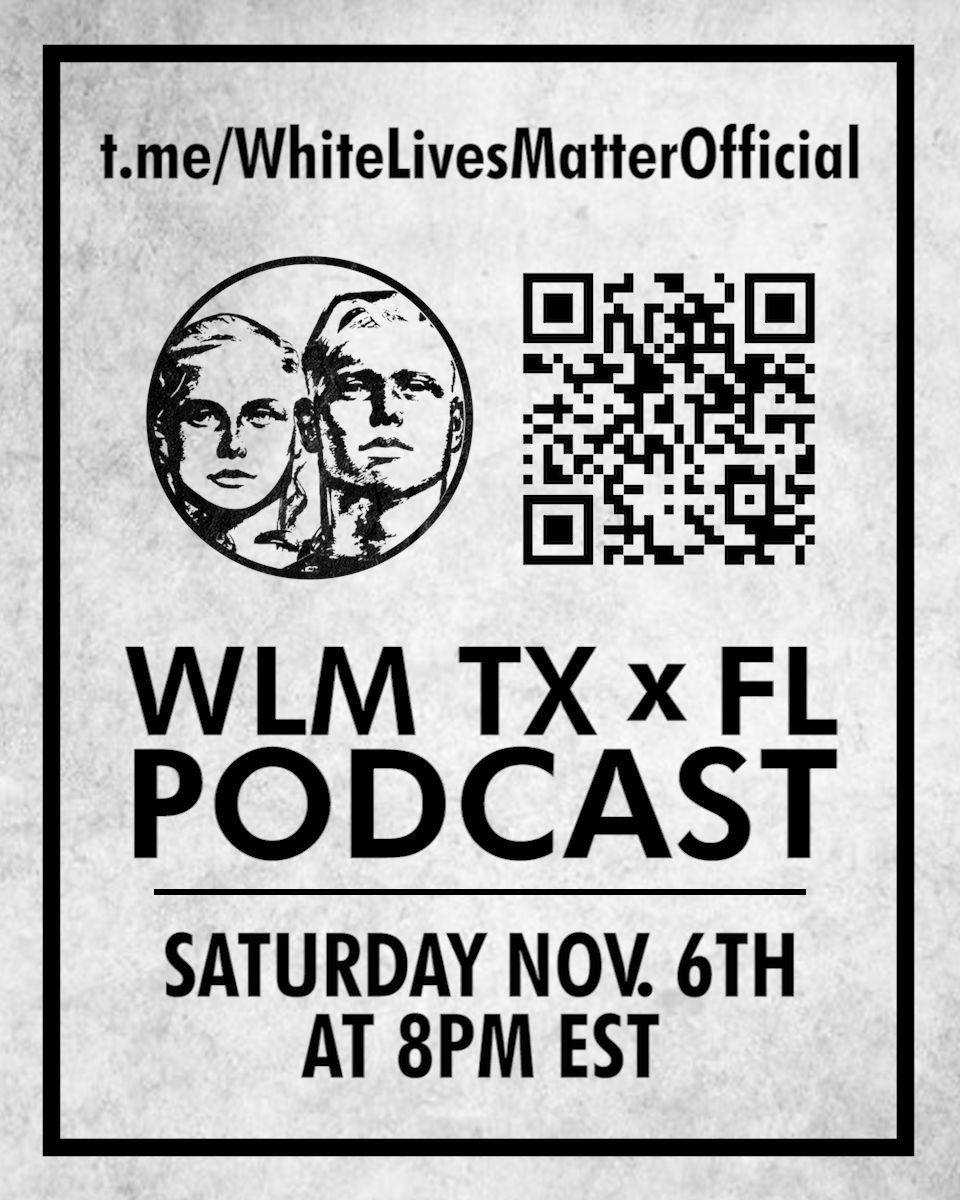 t.me/WhiteLivesMatterOfficial
WLM TX x FL
PODCAST
SATURDAY NOV. 6TH
AT 8PM EST